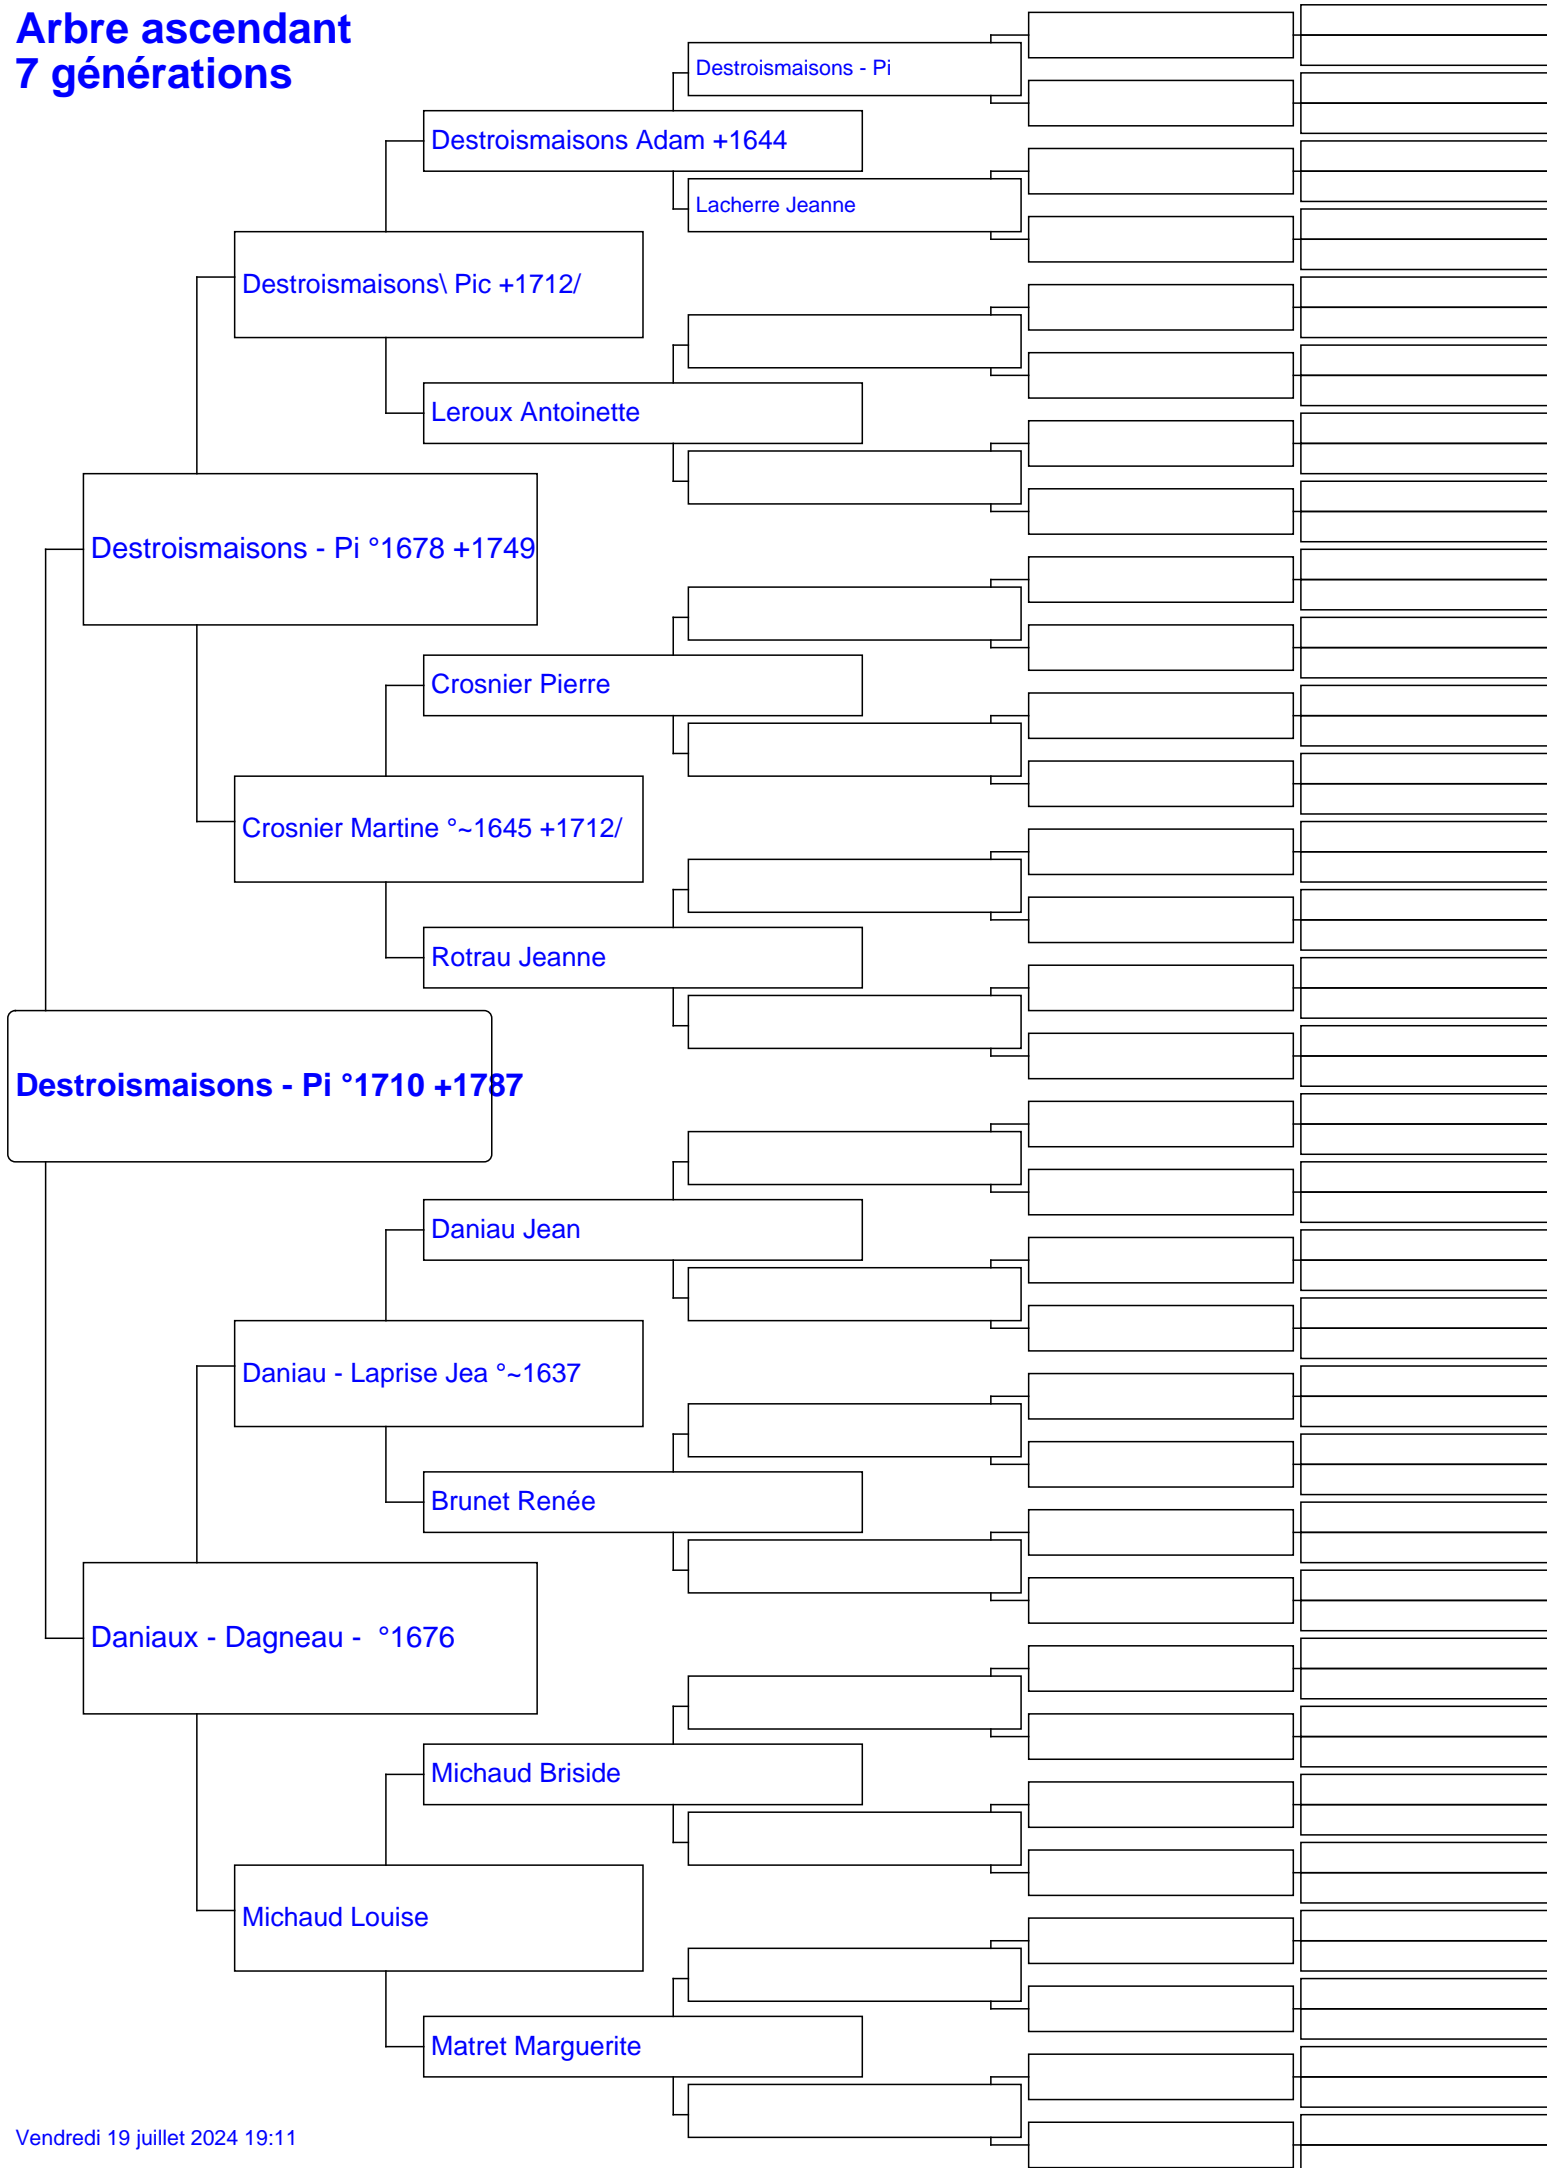 Arbre ascendant
7 générations
Destroismaisons - Pi
Destroismaisons Adam +1644
Lacherre Jeanne
Destroismaisons\ Pic +1712/
Leroux Antoinette
Destroismaisons - Pi °1678 +1749
Crosnier Pierre
Crosnier Martine °~1645 +1712/
Rotrau Jeanne
Destroismaisons - Pi °1710 +1787
Daniau Jean
Daniau - Laprise Jea °~1637
Brunet Renée
Daniaux - Dagneau -  °1676
Michaud Briside
Michaud Louise
Matret Marguerite
Vendredi 19 juillet 2024 19:11